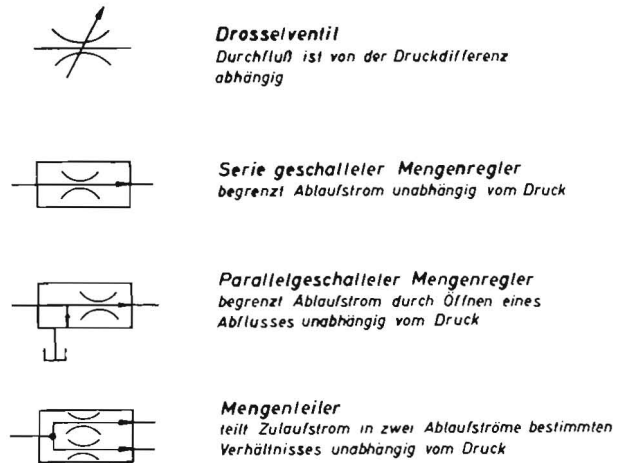 Drosselventil
Durchfluß ist von der Druckdifferenz
abhängig
Serie geschalteter Mengenregler
begrenzt Ablaufstrom unabhängig vom Druck
Parallelgeschalteter Mengenregler
begrenzt Ablaufstrom durch Öffnen eines
Abflusses unabhängig vom Druck
Mengenteiler
teilt Zulaufstrom in zwei Ablaufströme bestimmten
Verhältnisses unabhängig vom Druck